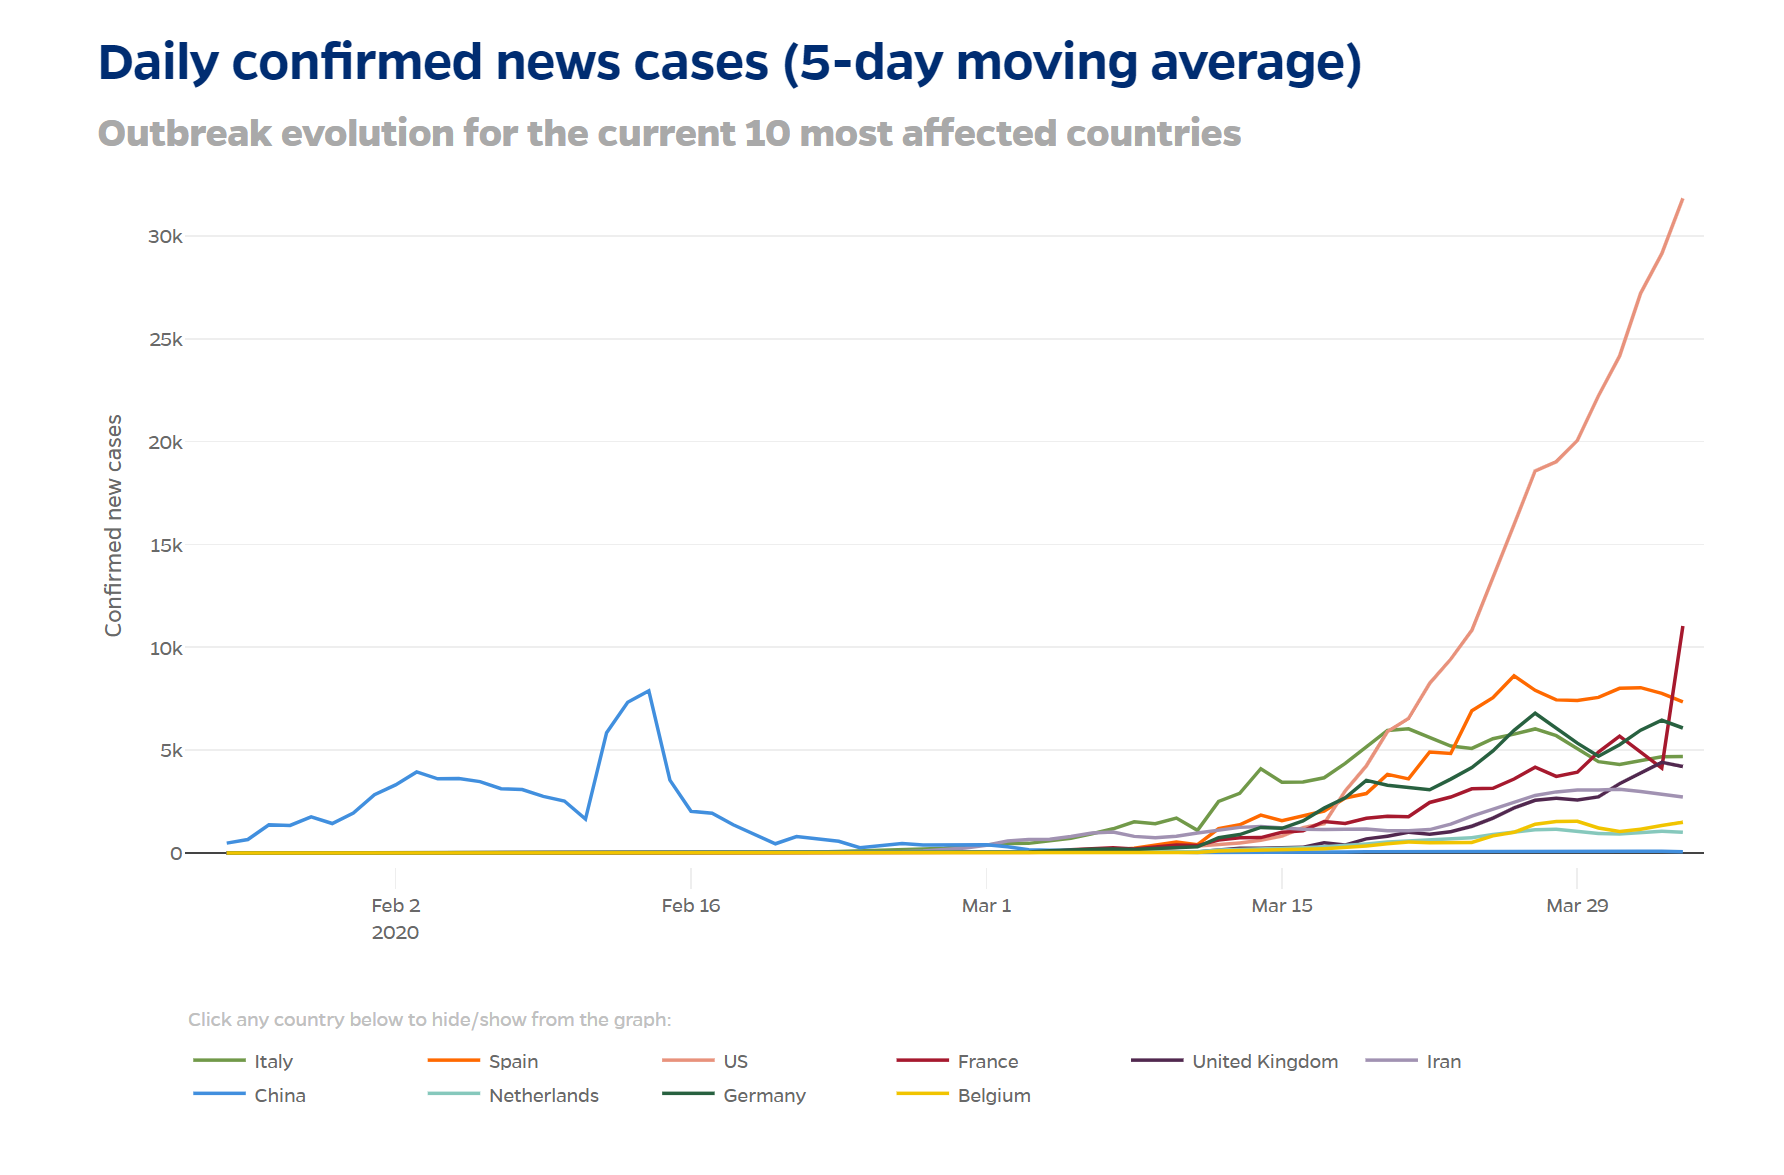 Daily confirmed news cases (5-day moving average)
Outbreak evolution for the current 10 most affected countries
Confirmed new cases
30k
25k
20k
15k
10k
5k
0
Feb 2
2020
Feb 16
Mar 1
Mar 15
Mar 29
Click any country below to hide/show from the graph:
Italy
Spain
US
France
United Kingdom
Iran
China
Netherlands
Germany
Belgium